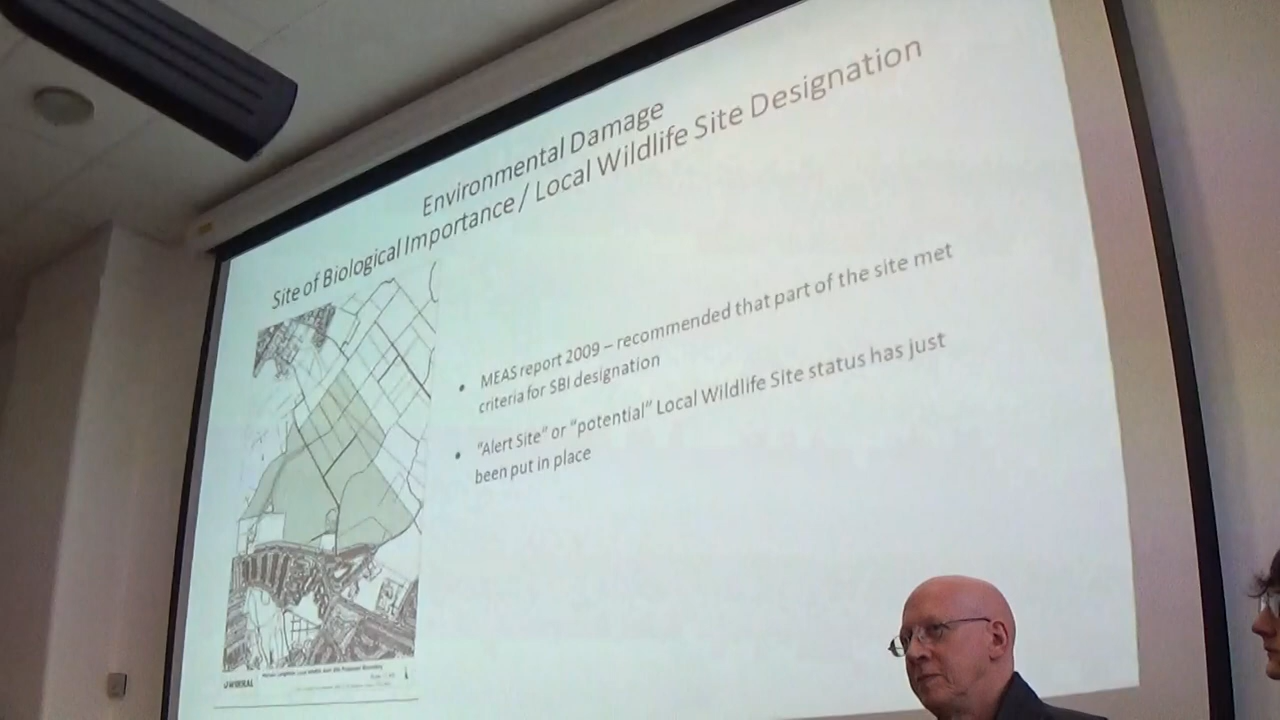 Environmental Damage
Site of Biological Importance / Local Wildlife Site Designation
• MEAS report 2009 – recommended that part of the site met
criteria for SBI designation
• "Alert Site" or "potential" Local Wildlife Site status has just
been put in place
WIRRAL